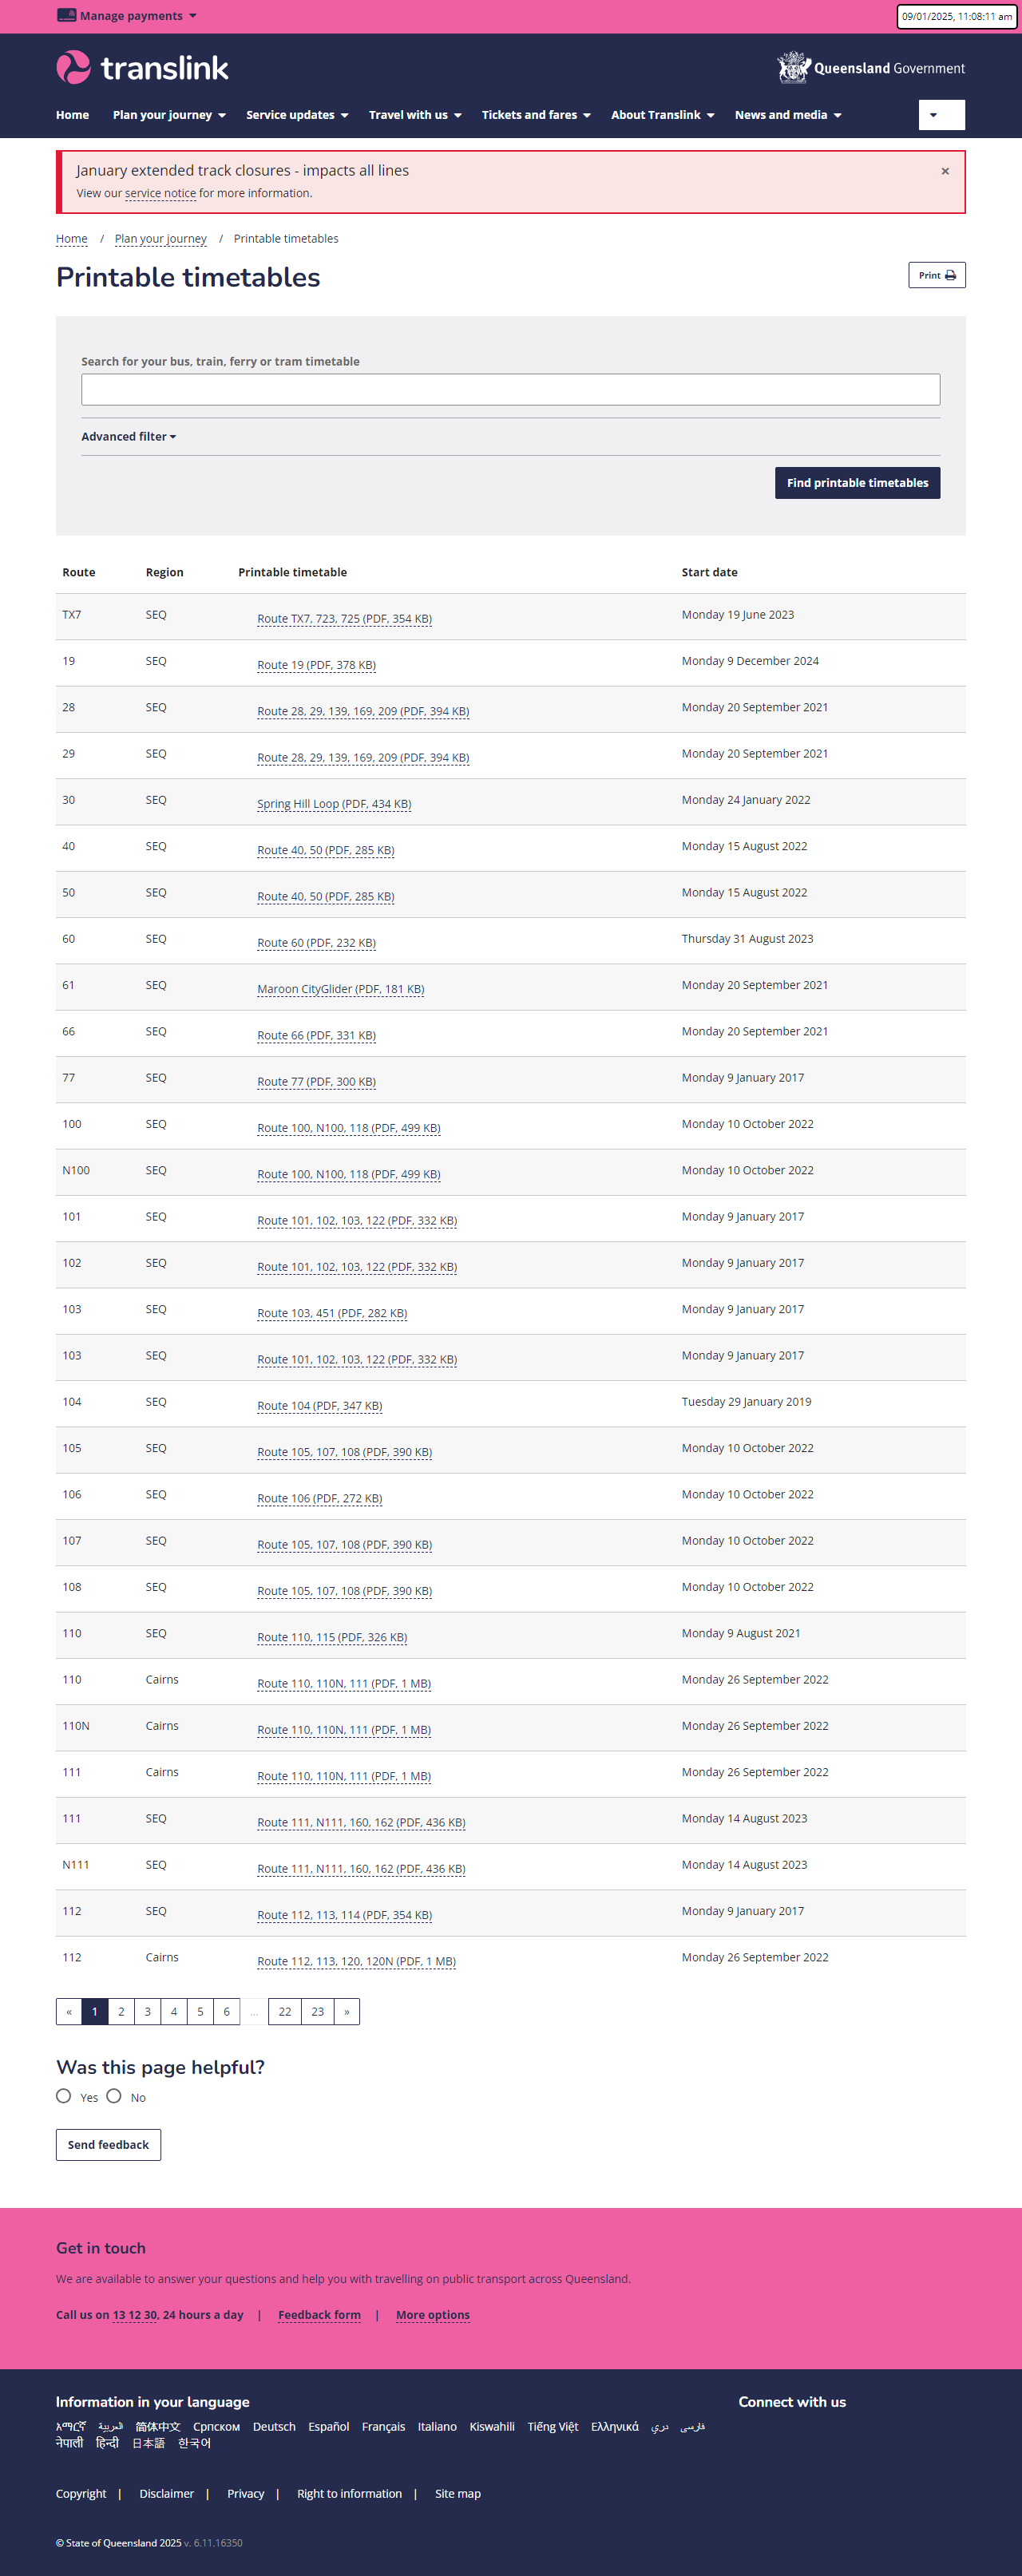 Manage payments
09/01/2025, 11:08:11 am
translink
Queensland Government
Home Plan your journey Service updates Travel with us Tickets and fares About Translink News and media
January extended track closures - impacts all lines ×
View our service notice for more information.
Home / Plan your journey / Printable timetables
Printable timetables
Print
Search for your bus, train, ferry or tram timetable
Advanced filter
Find printable timetables
Route Region Printable timetable Start date
TX7 SEQ Route TX7, 723, 725 (PDF, 354 KB) Monday 19 June 2023
19 SEQ Route 19 (PDF, 378 KB) Monday 9 December 2024
28 SEQ Route 28, 29, 139, 169, 209 (PDF, 394 KB) Monday 20 September 2021
29 SEQ Route 28, 29, 139, 169, 209 (PDF, 394 KB) Monday 20 September 2021
30 SEQ Spring Hill Loop (PDF, 434 KB) Monday 24 January 2022
40 SEQ Route 40, 50 (PDF, 285 KB) Monday 15 August 2022
50 SEQ Route 40, 50 (PDF, 285 KB) Monday 15 August 2022
60 SEQ Route 60 (PDF, 232 KB) Thursday 31 August 2023
61 SEQ Maroon CityGlider (PDF, 181 KB) Monday 20 September 2021
66 SEQ Route 66 (PDF, 331 KB) Monday 20 September 2021
77 SEQ Route 77 (PDF, 300 KB) Monday 9 January 2017
100 SEQ Route 100, N100, 118 (PDF, 499 KB) Monday 10 October 2022
N100 SEQ Route 100, N100, 118 (PDF, 499 KB) Monday 10 October 2022
101 SEQ Route 101, 102, 103, 122 (PDF, 332 KB) Monday 9 January 2017
102 SEQ Route 101, 102, 103, 122 (PDF, 332 KB) Monday 9 January 2017
103 SEQ Route 103, 451 (PDF, 282 KB) Monday 9 January 2017
103 SEQ Route 101, 102, 103, 122 (PDF, 332 KB) Monday 9 January 2017
104 SEQ Route 104 (PDF, 347 KB) Tuesday 29 January 2019
105 SEQ Route 105, 107, 108 (PDF, 390 KB) Monday 10 October 2022
106 SEQ Route 106 (PDF, 272 KB) Monday 10 October 2022
107 SEQ Route 105, 107, 108 (PDF, 390 KB) Monday 10 October 2022
108 SEQ Route 105, 107, 108 (PDF, 390 KB) Monday 10 October 2022
110 SEQ Route 110, 115 (PDF, 326 KB) Monday 9 August 2021
110 Cairns Route 110, 110N, 111 (PDF, 1 MB) Monday 26 September 2022
110N Cairns Route 110, 110N, 111 (PDF, 1 MB) Monday 26 September 2022
111 Cairns Route 110, 110N, 111 (PDF, 1 MB) Monday 26 September 2022
111 SEQ Route 111, N111, 160, 162 (PDF, 436 KB) Monday 14 August 2023
N111 SEQ Route 111, N111, 160, 162 (PDF, 436 KB) Monday 14 August 2023
112 SEQ Route 112, 113, 114 (PDF, 354 KB) Monday 9 January 2017
112 Cairns Route 112, 113, 120, 120N (PDF, 1 MB) Monday 26 September 2022
« 1 2 3 4 5 6 ... 22 23 »
Was this page helpful?
Yes No
Send feedback
Get in touch
We are available to answer your questions and help you with travelling on public transport across Queensland.
Call us on 13 12 30, 24 hours a day | Feedback form | More options
Information in your language Connect with us
አማርኛ العربية 简体中文 Српском Deutsch Español Français Italiano Kiswahili Tiếng Việt Ελληνικά دري فارسی
नेपाली हिन्दी 日本語 한국어
Copyright | Disclaimer | Privacy | Right to information | Site map
© State of Queensland 2025 v. 6.11.16350